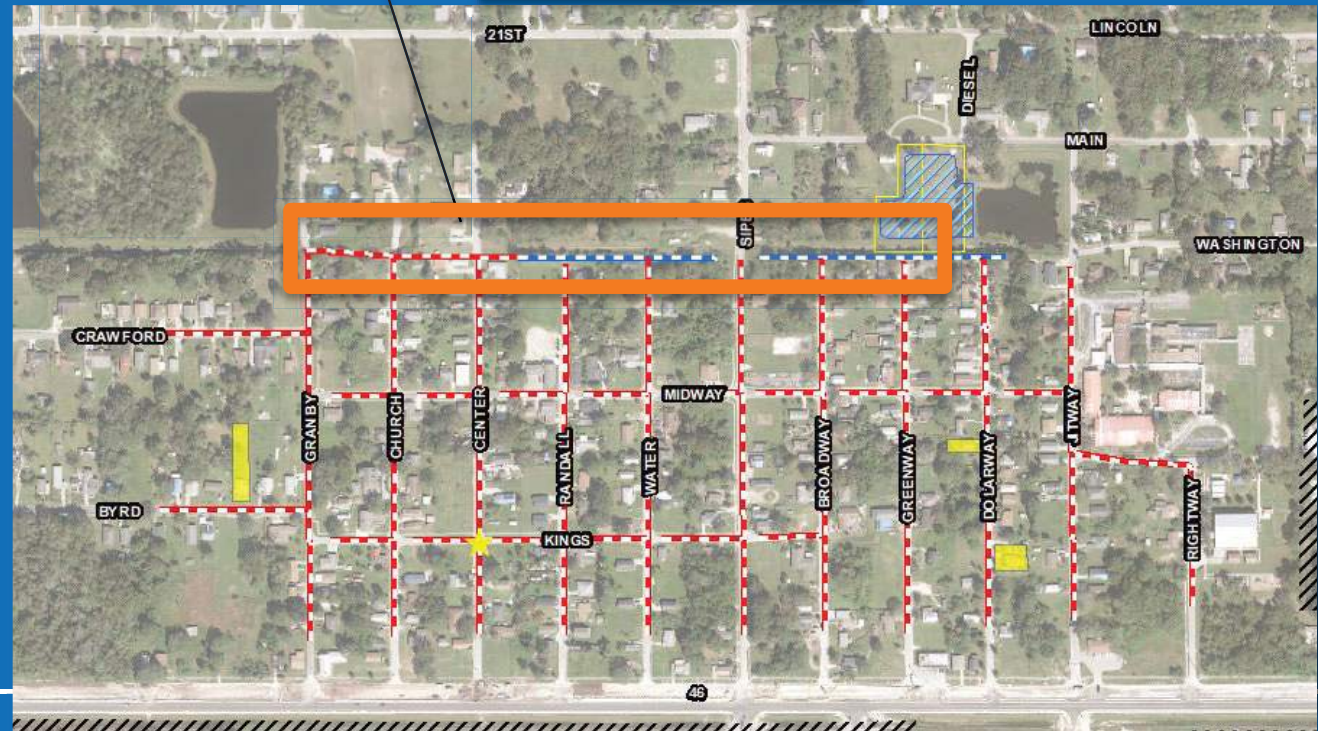 21ST
LINCOLN
DIESEL
MAIN
WASHINGTON
CRAWFORD
MIDWAY
GRANBY
CHURCH
CENTER
RANDALL
WATER
BROADWAY
GREENWAY
DOLARWAY
JTWAY
RIGHTWAY
BYRD
KINGS
46